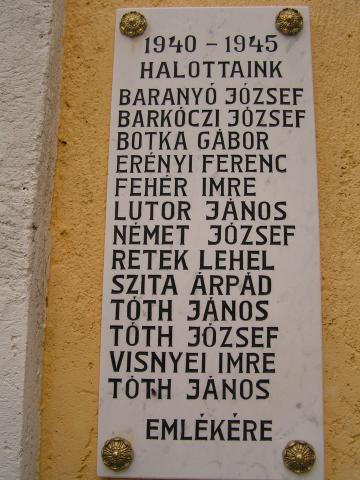 1940 - 1945
HALOTTAINK
BARANYÓ JÓZSEF
BARKÓCZI JÓZSEF
BOTKA GÁBOR
ERÉNYI FERENC
FEHÉR IMRE
LUTOR JÁNOS
NÉMET JÓZSEF
RETEK LEHEL
SZITA ÁRPÁD
TÓTH JÁNOS
TÓTH JÓZSEF
VISNYEI IMRE
TÓTH JÁNOS
EMLÉKÉRE